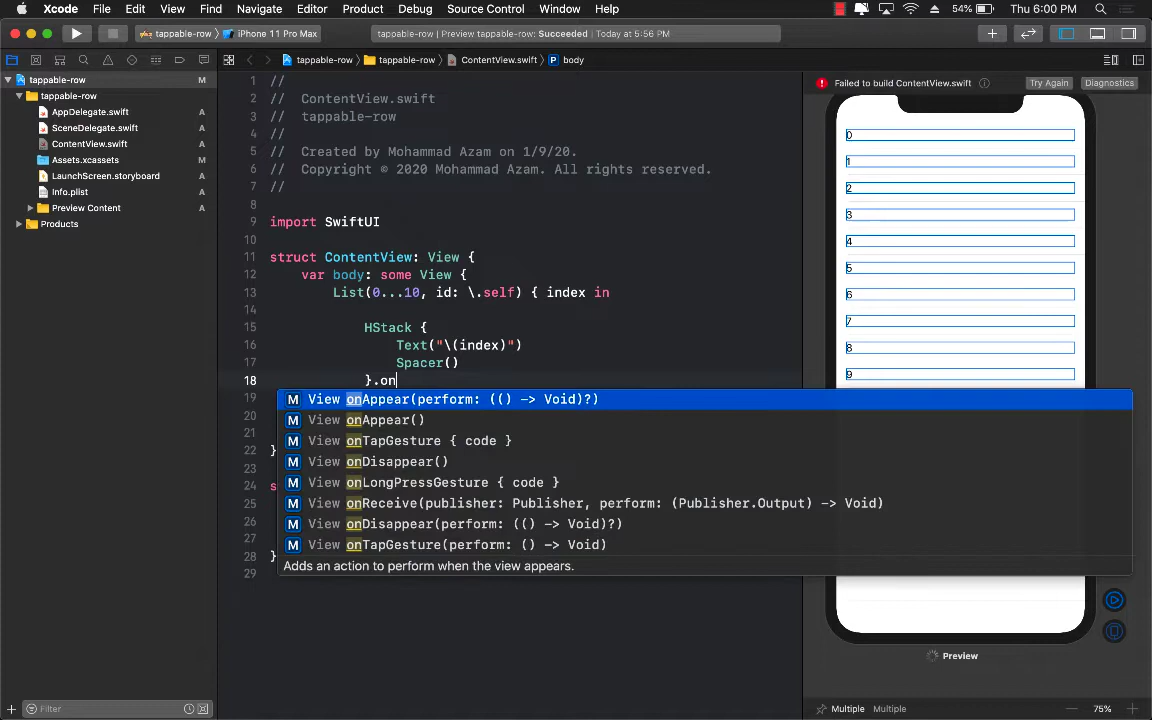 Xcode File Edit View Find Navigate Editor Product Debug Source Control Window Help 54% Thu 6:00 PM
tappable-row iPhone 11 Pro Max tappable-row | Preview tappable-row: Succeeded | Today at 5:56 PM
tappable-row M
tappable-row
AppDelegate.swift A
SceneDelegate.swift A
ContentView.swift A
Assets.xcassets M
LaunchScreen.storyboard A
Info.plist A
Preview Content A
Products
Filter
tappable-row tappable-row ContentView.swift body
1 //
2 // ContentView.swift
3 // tappable-row
4 //
5 // Created by Mohammad Azam on 1/9/20.
6 // Copyright © 2020 Mohammad Azam. All rights reserved.
7 //
8
9 import SwiftUI
10
11 struct ContentView: View {
12 var body: some View {
13 List(0...10, id: \.self) { index in
14
15 HStack {
16 Text("\(index)")
17 Spacer()
18 }.on
19
20
21
22 }
23
24 s
25
26
27
28 }
29
M View onAppear(perform: (() -> Void)?)
M View onAppear()
M View onTapGesture { code }
M View onDisappear()
M View onLongPressGesture { code }
M View onReceive(publisher: Publisher, perform: (Publisher.Output) -> Void)
M View onDisappear(perform: (() -> Void)?)
M View onTapGesture(perform: () -> Void)
Adds an action to perform when the view appears.
Failed to build ContentView.swift Try Again Diagnostics
0
1
2
3
4
5
6
7
8
9
Preview
Multiple Multiple 75%